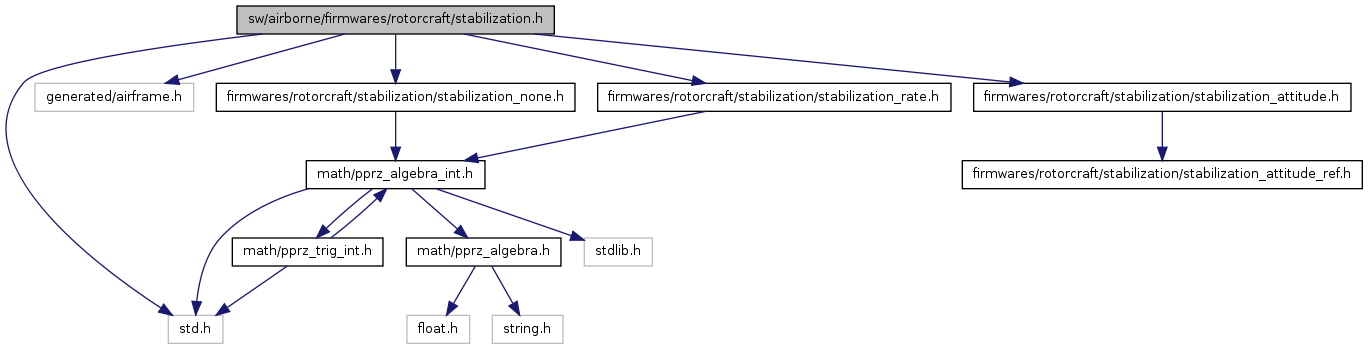 sw/airborne/firmwares/rotorcraft/stabilization.h
generated/airframe.h
firmwares/rotorcraft/stabilization/stabilization_none.h
firmwares/rotorcraft/stabilization/stabilization_rate.h
firmwares/rotorcraft/stabilization/stabilization_attitude.h
math/pprz_algebra_int.h
firmwares/rotorcraft/stabilization/stabilization_attitude_ref.h
math/pprz_trig_int.h
math/pprz_algebra.h
stdlib.h
std.h
float.h
string.h